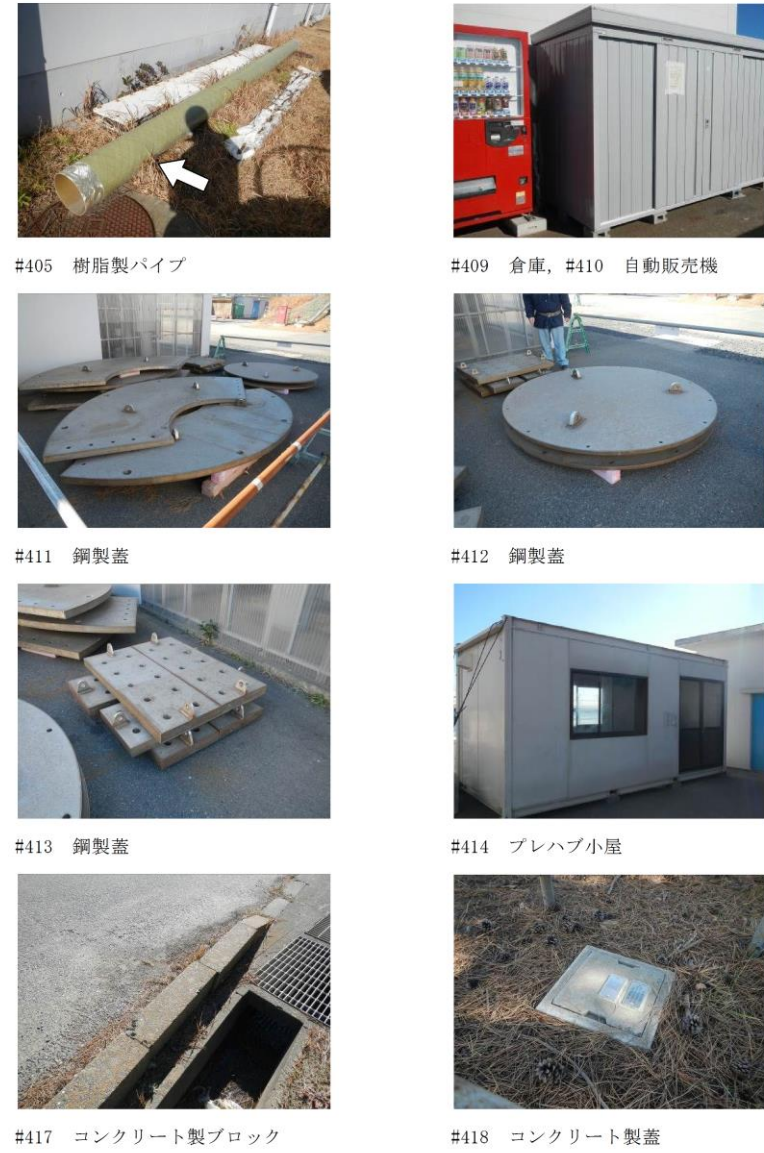 #405 樹脂製パイプ
#409 倉庫, #410 自動販売機
#411 鋼製蓋
#412 鋼製蓋
#413 鋼製蓋
#414 プレハブ小屋
#417 コンクリート製ブロック
#418 コンクリート製蓋